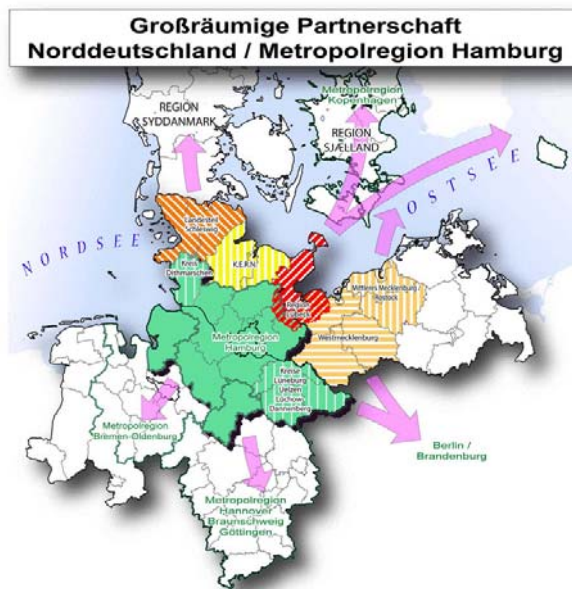 Großräumige Partnerschaft
Norddeutschland / Metropolregion Hamburg
Metropolregion
Kopenhagen
REGION
SYDDANMARK
REGION
SJÆLLAND
OSTSEE
NORDSEE
Landesteil
Schleswig
K.E.R.N.
Kreis
Dithmarschen
Mittleres Mecklenburg /
Rostock
Region
Lübeck
Westmecklenburg
Metropolregion
Hamburg
Kreise
Lüneburg
Uelzen
Lüchow-
Dannenberg
Metropolregion
Bremen-Oldenburg
Berlin /
Brandenburg
Metropolregion
Hannover
Braunschweig
Göttingen